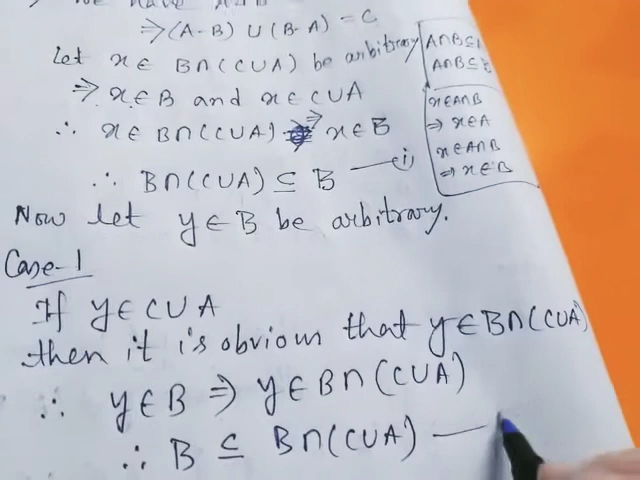 ⇒ (A-B) ∪ (B-A) = C
Let x ∈ B∩(C∪A) be arbitrary
⇒ x ∈ B and x ∈ C∪A
∴ x ∈ B∩(C∪A) ⇒ x ∈ B
∴ B∩(C∪A) ⊆ B —(i)
A∩B⊆
A∩B⊆
x∈A∩B
⇒ x∈A
x∈A∩B
⇒ x∈B
Now let y ∈ B be arbitrary.
Case-1
If y ∈ C∪A
then it is obvious that y ∈ B∩(C∪A)
∴ y∈B ⇒ y∈B∩(C∪A)
∴ B ⊆ B∩(C∪A) —